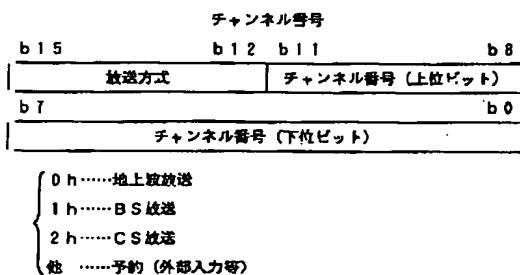 チャンネル番号
b15 b12 b11 b8
放送方式 チャンネル番号(上位ビット)
b7 b0
チャンネル番号(下位ビット)
0h……地上波放送
1h……BS放送
2h……CS放送
他……予約(外部入力等)